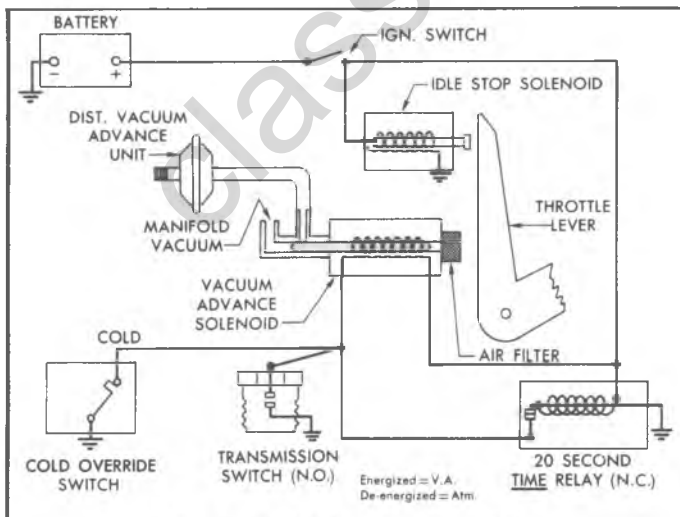 BATTERY
IGN. SWITCH
- +
IDLE STOP SOLENOID
DIST. VACUUM
ADVANCE
UNIT
MANIFOLD
VACUUM
THROTTLE
LEVER
VACUUM
ADVANCE
SOLENOID
COLD
AIR FILTER
COLD OVERRIDE
SWITCH
TRANSMISSION
SWITCH (N.O.)
Energized = V.A.
De-energized = Atm.
20 SECOND
TIME RELAY (N.C.)